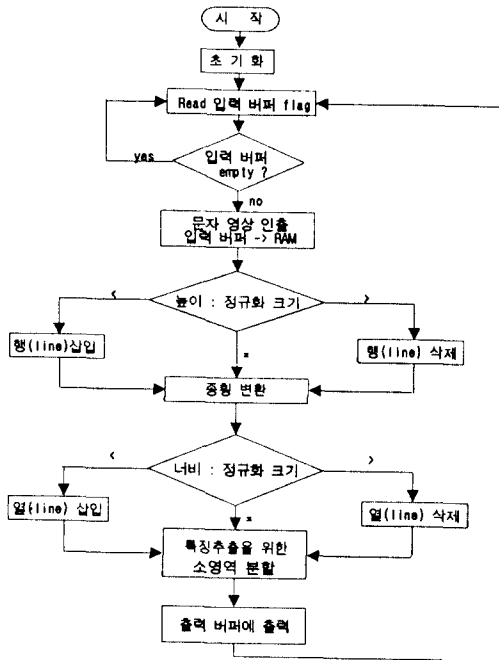 시 작
초 기 화
Read 입력 버퍼 flag
yes
입력 버퍼
empty ?
no
문자 영상 인출
입력 버퍼 -> RAM
<
높이 : 정규화 크기
>
행(line)삽입
=
행(line) 삭제
종횡 변환
<
너비 : 정규화 크기
>
열(line) 삽입
=
열(line) 삭제
특징추출을 위한
소영역 분할
출력 버퍼에 출력